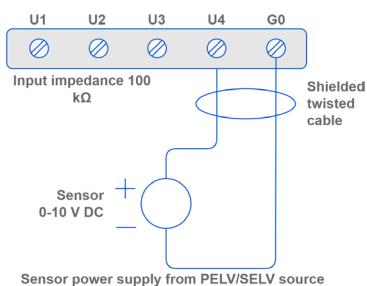 U1 U2 U3 U4 G0
Input impedance 100
kΩ
Shielded
twisted
cable
+
Sensor
0-10 V DC
—
Sensor power supply from PELV/SELV source